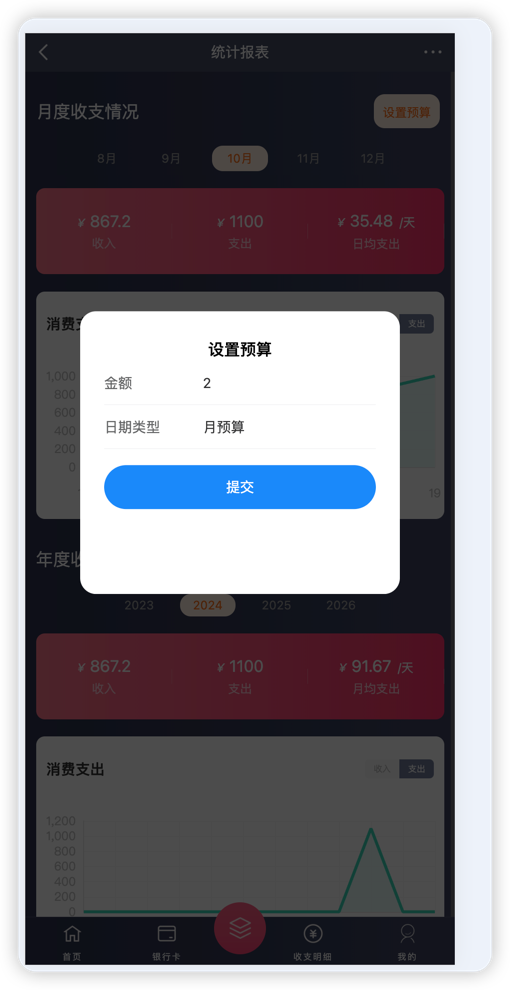 统计报表
月度收支情况
设置预算
8月 9月 10月 11月 12月
¥ 867.2 ¥ 1100 ¥ 35.48 /天
收入 支出 日均支出
消费支
支出
设置预算
金额 2
日期类型 月预算
提交
1,000
800
600
400
200
0
19
年度收
2023 2024 2025 2026
¥ 867.2 ¥ 1100 ¥ 91.67 /天
收入 支出 月均支出
消费支出
收入 支出
1,200
1,000
800
600
400
200
0
首页 银行卡 收支明细 我的